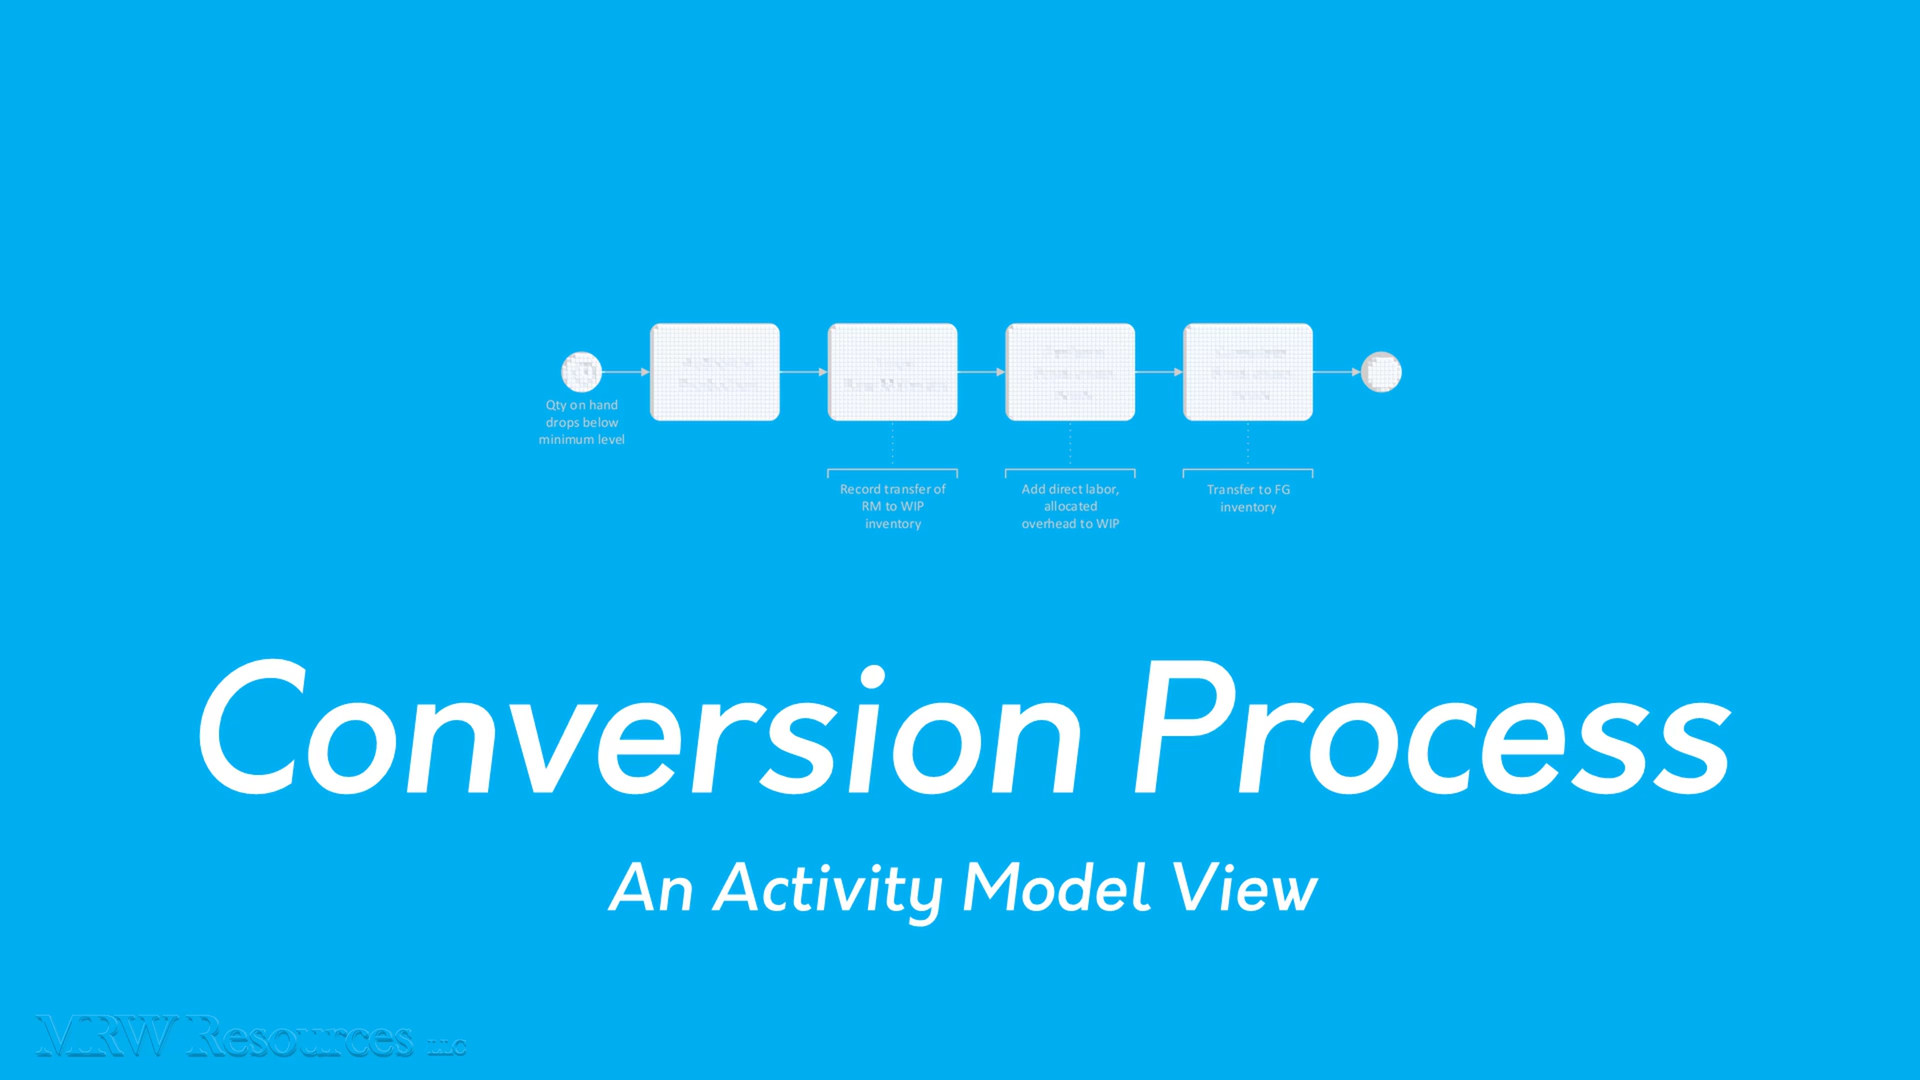 Qty on hand
drops below
minimum level
Record transfer of
RM to WIP
inventory
Add direct labor,
allocated
overhead to WIP
Transfer to FG
inventory
Conversion Process
An Activity Model View
MRW Resources LLC